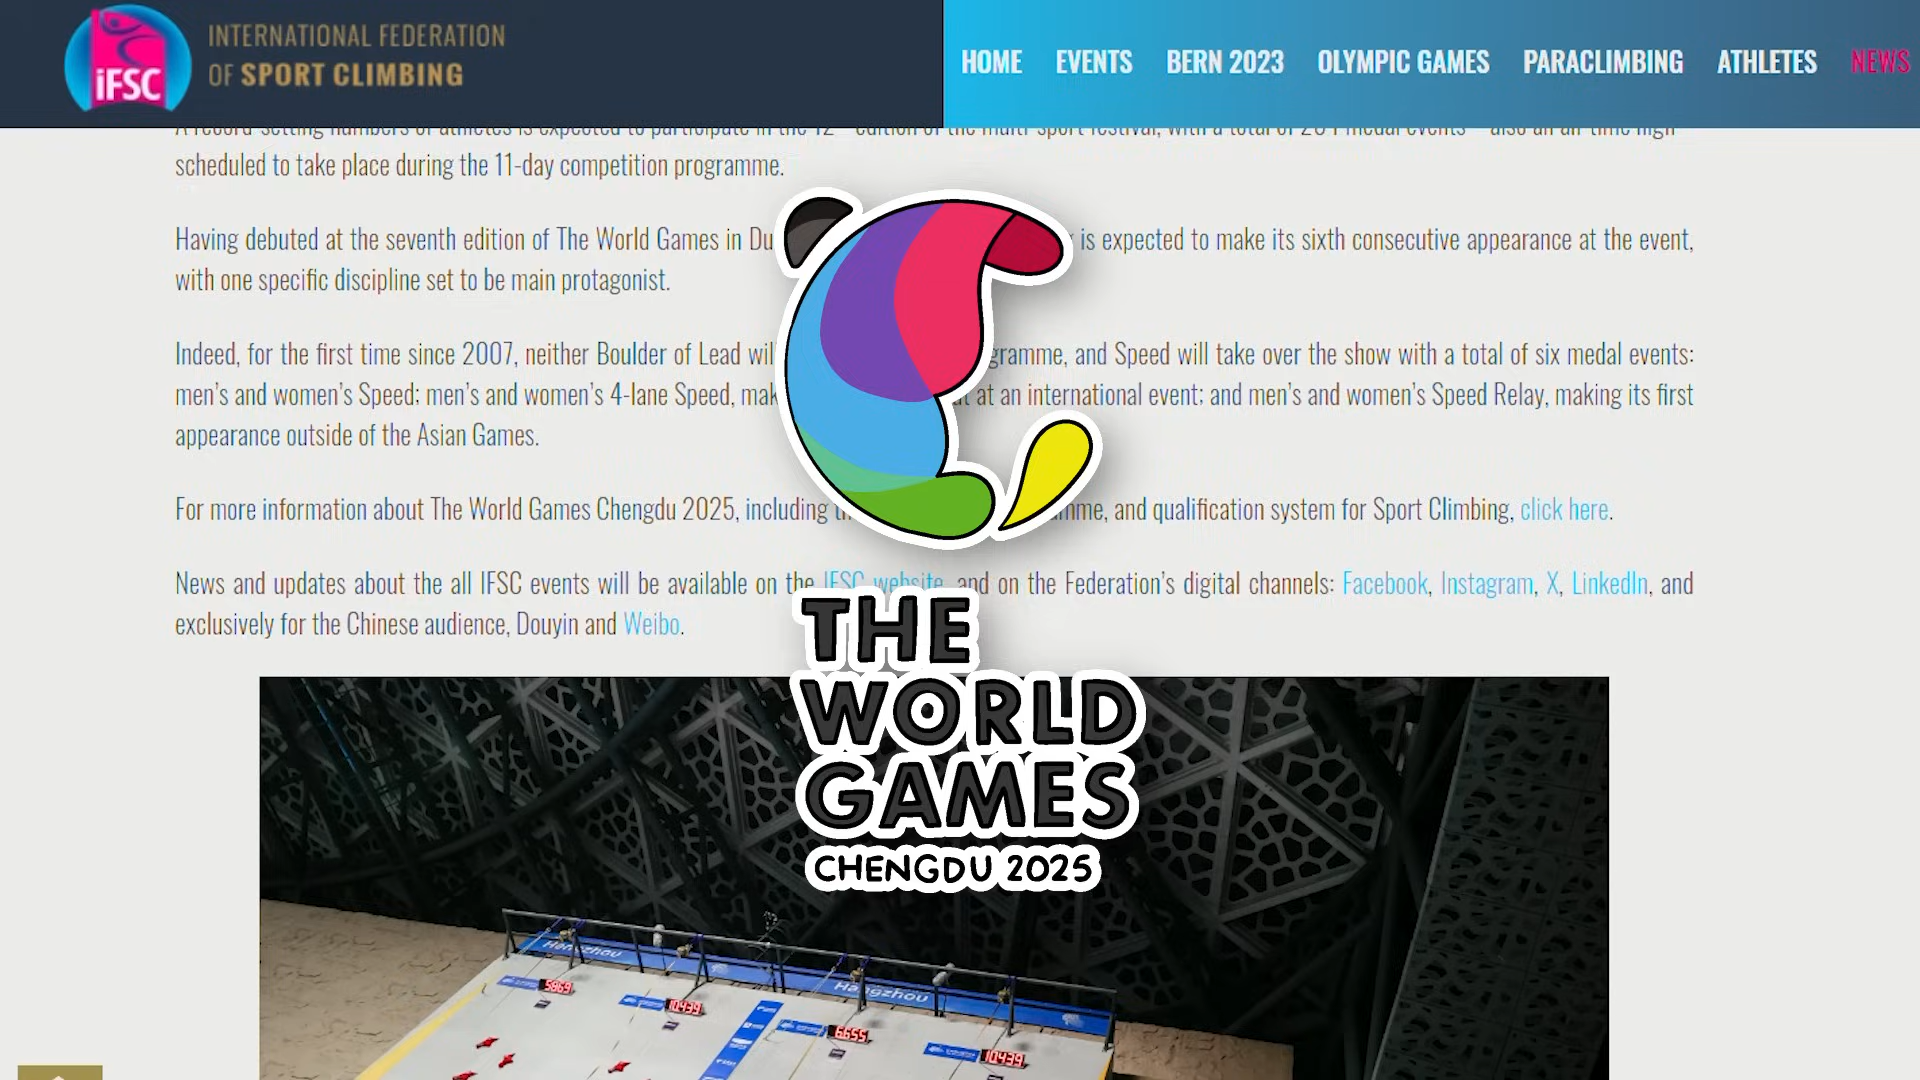 iFSC
INTERNATIONAL FEDERATION
OF SPORT CLIMBING
HOME EVENTS BERN 2023 OLYMPIC GAMES PARACLIMBING ATHLETES NEWS
scheduled to take place during the 11-day competition programme.
Having debuted at the seventh edition of The World Games in is expected to make its sixth consecutive appearance at the event,
with one specific discipline set to be main protagonist.
Indeed, for the first time since 2007, neither Boulder of Lead and Speed will take over the show with a total of six medal events:
men's and women's Speed; men's and women's 4-lane Speed, at an international event; and men's and women's Speed Relay, making its first
appearance outside of the Asian Games.
For more information about The World Games Chengdu 2025, including and qualification system for Sport Climbing, click here.
News and updates about the all IFSC events will be available on the IFSC website, and on the Federation's digital channels: Facebook, Instagram, X, LinkedIn, and
exclusively for the Chinese audience, Douyin and Weibo.
THE
WORLD
GAMES
CHENGDU 2025
Hangzhou
Hangzhou
5869
10439
6655
10439